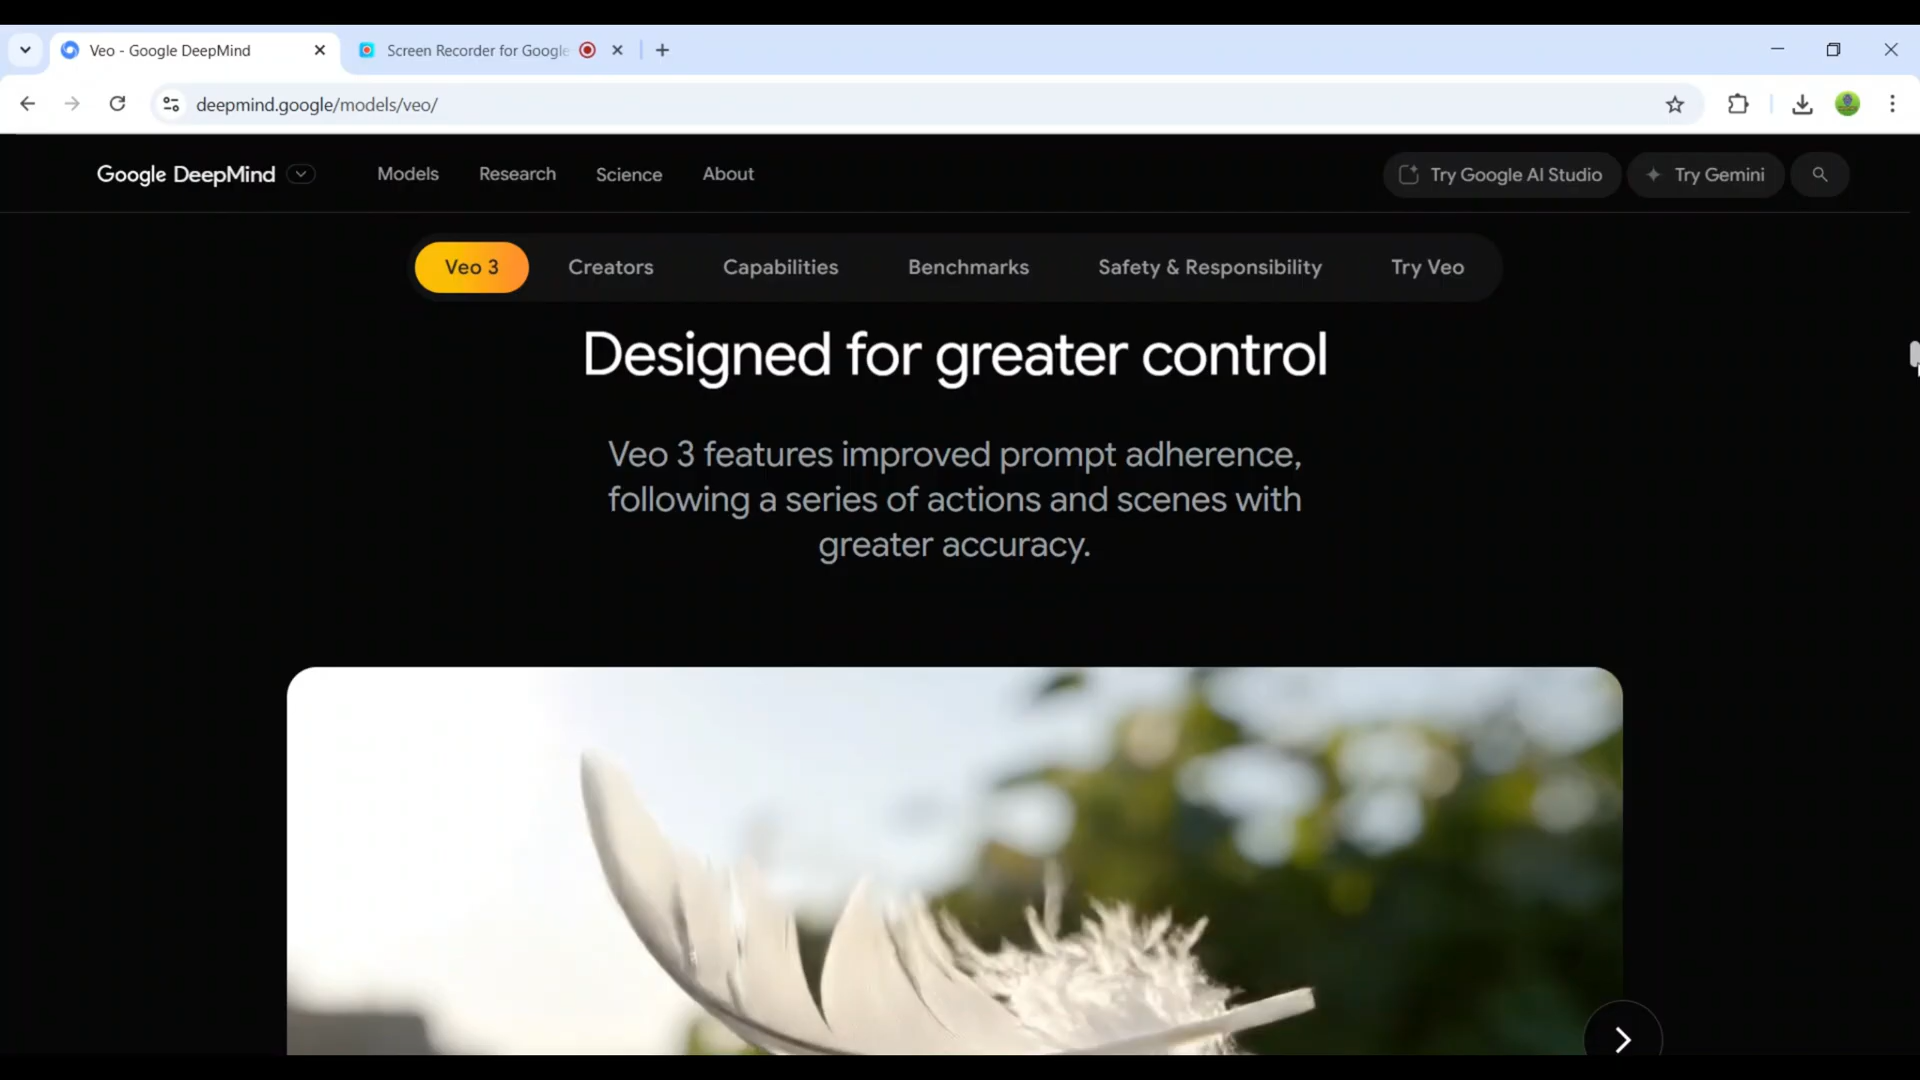 Veo - Google DeepMind
Screen Recorder for Google
deepmind.google/models/veo/
Google DeepMind
Models
Research
Science
About
Try Google AI Studio
Try Gemini
Veo 3
Creators
Capabilities
Benchmarks
Safety & Responsibility
Try Veo
Designed for greater control
Veo 3 features improved prompt adherence,
following a series of actions and scenes with
greater accuracy.